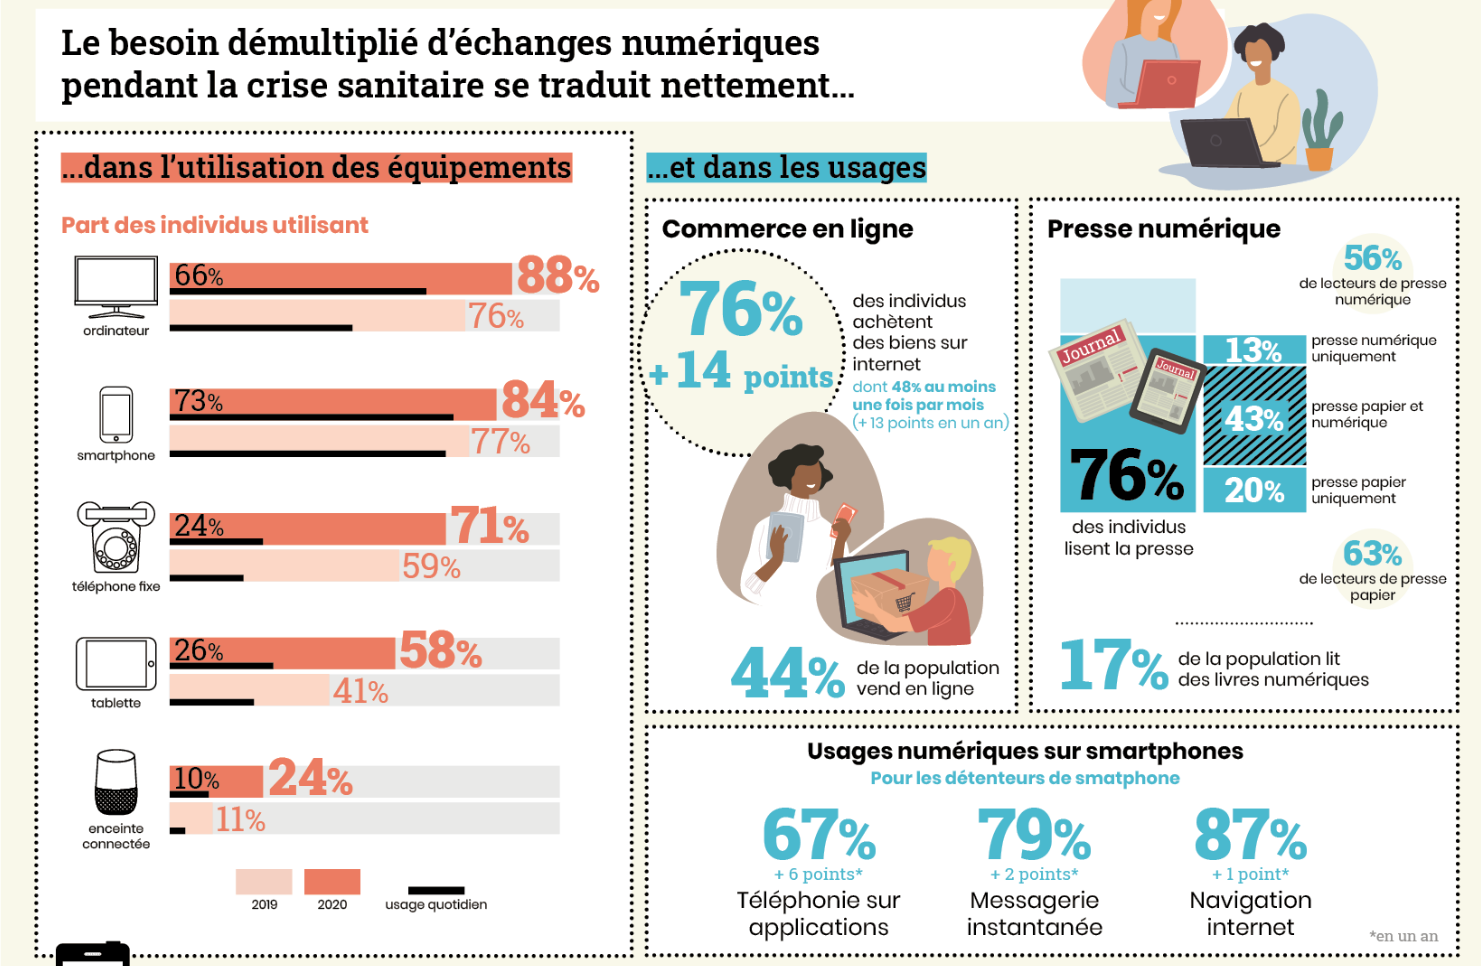 Le besoin démultiplié d’échanges numériques
pendant la crise sanitaire se traduit nettement...
...dans l’utilisation des équipements
Part des individus utilisant
66%
88%
76%
ordinateur
73%
84%
77%
smartphone
24%
71%
59%
téléphone fixe
26%
58%
41%
tablette
10%
24%
11%
enceinte
connectée
2019
2020
usage quotidien
...et dans les usages
Commerce en ligne
76%
+ 14 points
des individus
achètent
des biens sur
internet
dont 48% au moins
une fois par mois
(+ 13 points en un an)
44%
de la population
vend en ligne
Presse numérique
56%
de lecteurs de presse
numérique
Journal
Journal
13%
presse numérique
uniquement
43%
presse papier et
numérique
20%
presse papier
uniquement
76%
des individus
lisent la presse
63%
de lecteurs de presse
papier
17%
de la population lit
des livres numériques
Usages numériques sur smartphones
Pour les détenteurs de smatphone
67%
+ 6 points*
Téléphonie sur
applications
79%
+ 2 points*
Messagerie
instantanée
87%
+ 1 point*
Navigation
internet
*en un an